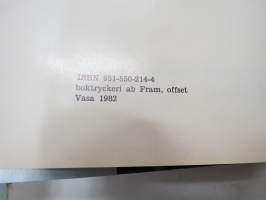 ISBN 951-550-214-4
boktryckeri ab Fram, offset
Vasa 1982